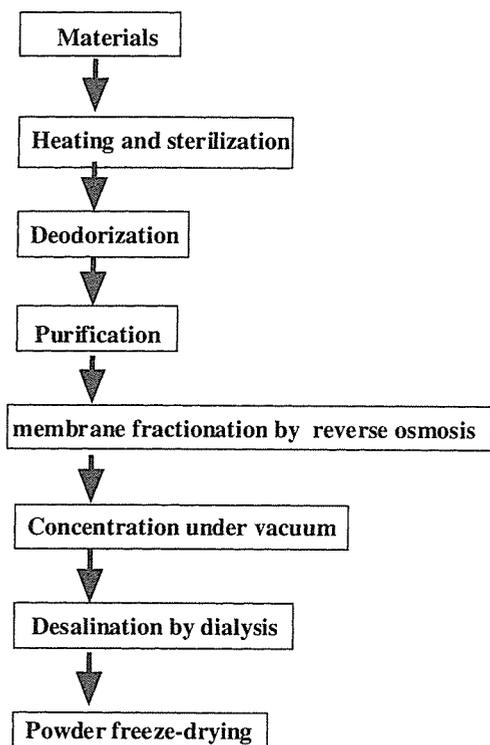 Materials
Heating and sterilization
Deodorization
Purification
membrane fractionation by reverse osmosis
Concentration under vacuum
Desalination by dialysis
Powder freeze-drying